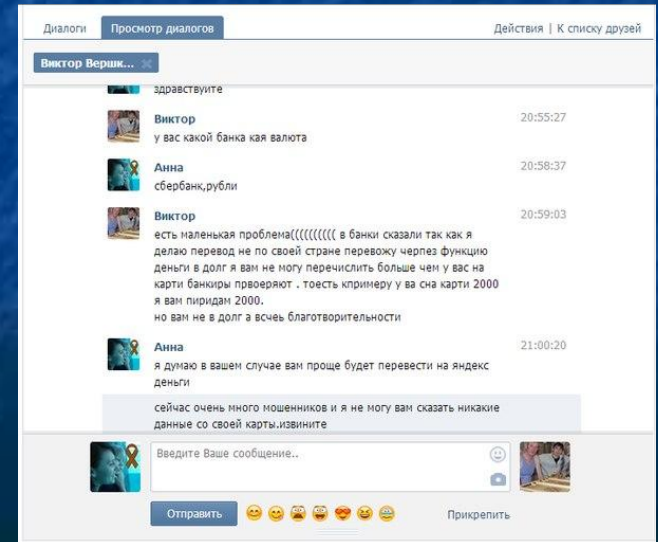 Диалоги Просмотр диалогов Действия | К списку друзей
Виктор Вершк...
здравствуйте
Виктор 20:55:27
у вас какой банка кая валюта
Анна 20:58:37
сбербанк,рубли
Виктор 20:59:03
есть маленькая проблема(((((((((( в банки сказали так как я
делаю перевод не по своей стране перевожу черпез функцию
деньги в долг я вам не могу перечислить больше чем у вас на
карти банкиры првоеряют . тоесть кпримеру у ва сна карти 2000
я вам пиридам 2000.
но вам не в долг а всчеь благотворительности
Анна 21:00:20
я думаю в вашем случае вам проще будет перевести на яндекс
деньги
сейчас очень много мошенников и я не могу вам сказать никакие
данные со своей карты.извините
Введите Ваше сообщение..
Отправить Прикрепить